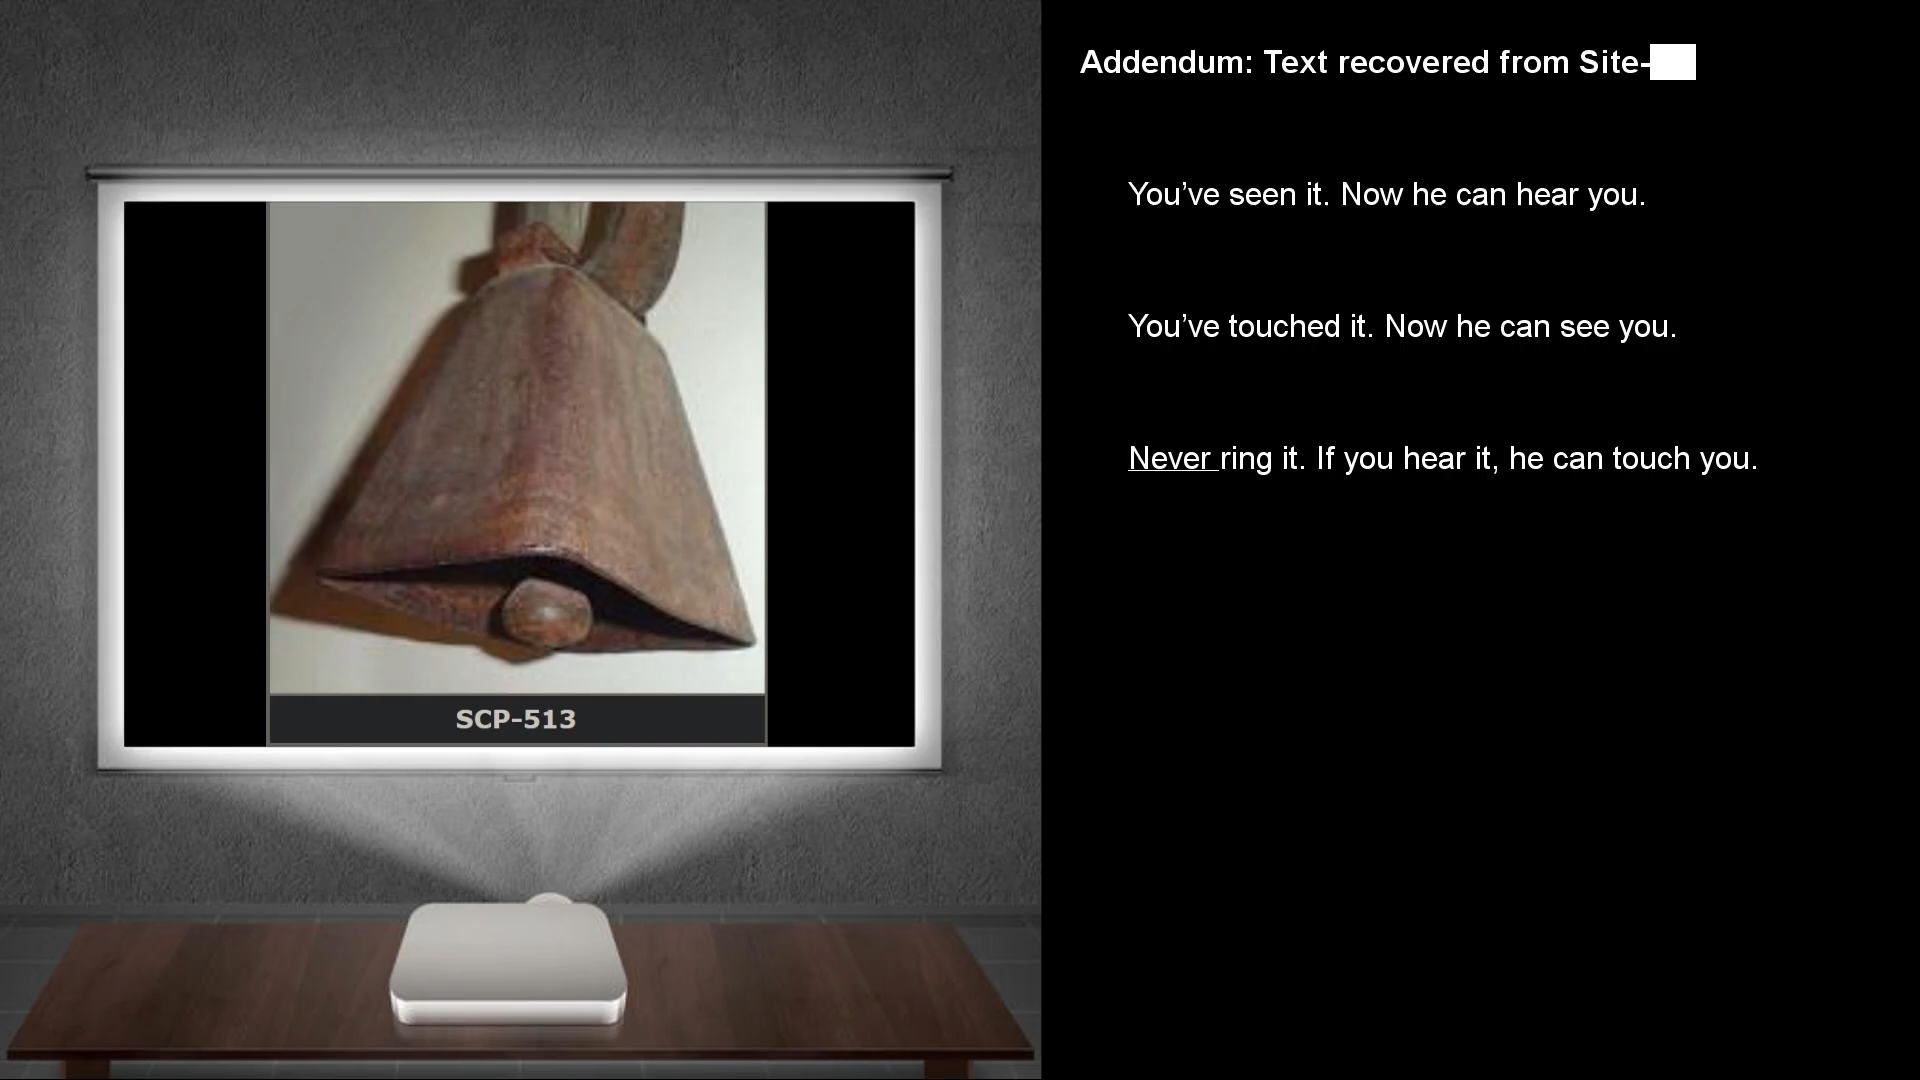 Addendum: Text recovered from Site-
You’ve seen it. Now he can hear you.
You’ve touched it. Now he can see you.
Never ring it. If you hear it, he can touch you.
SCP-513